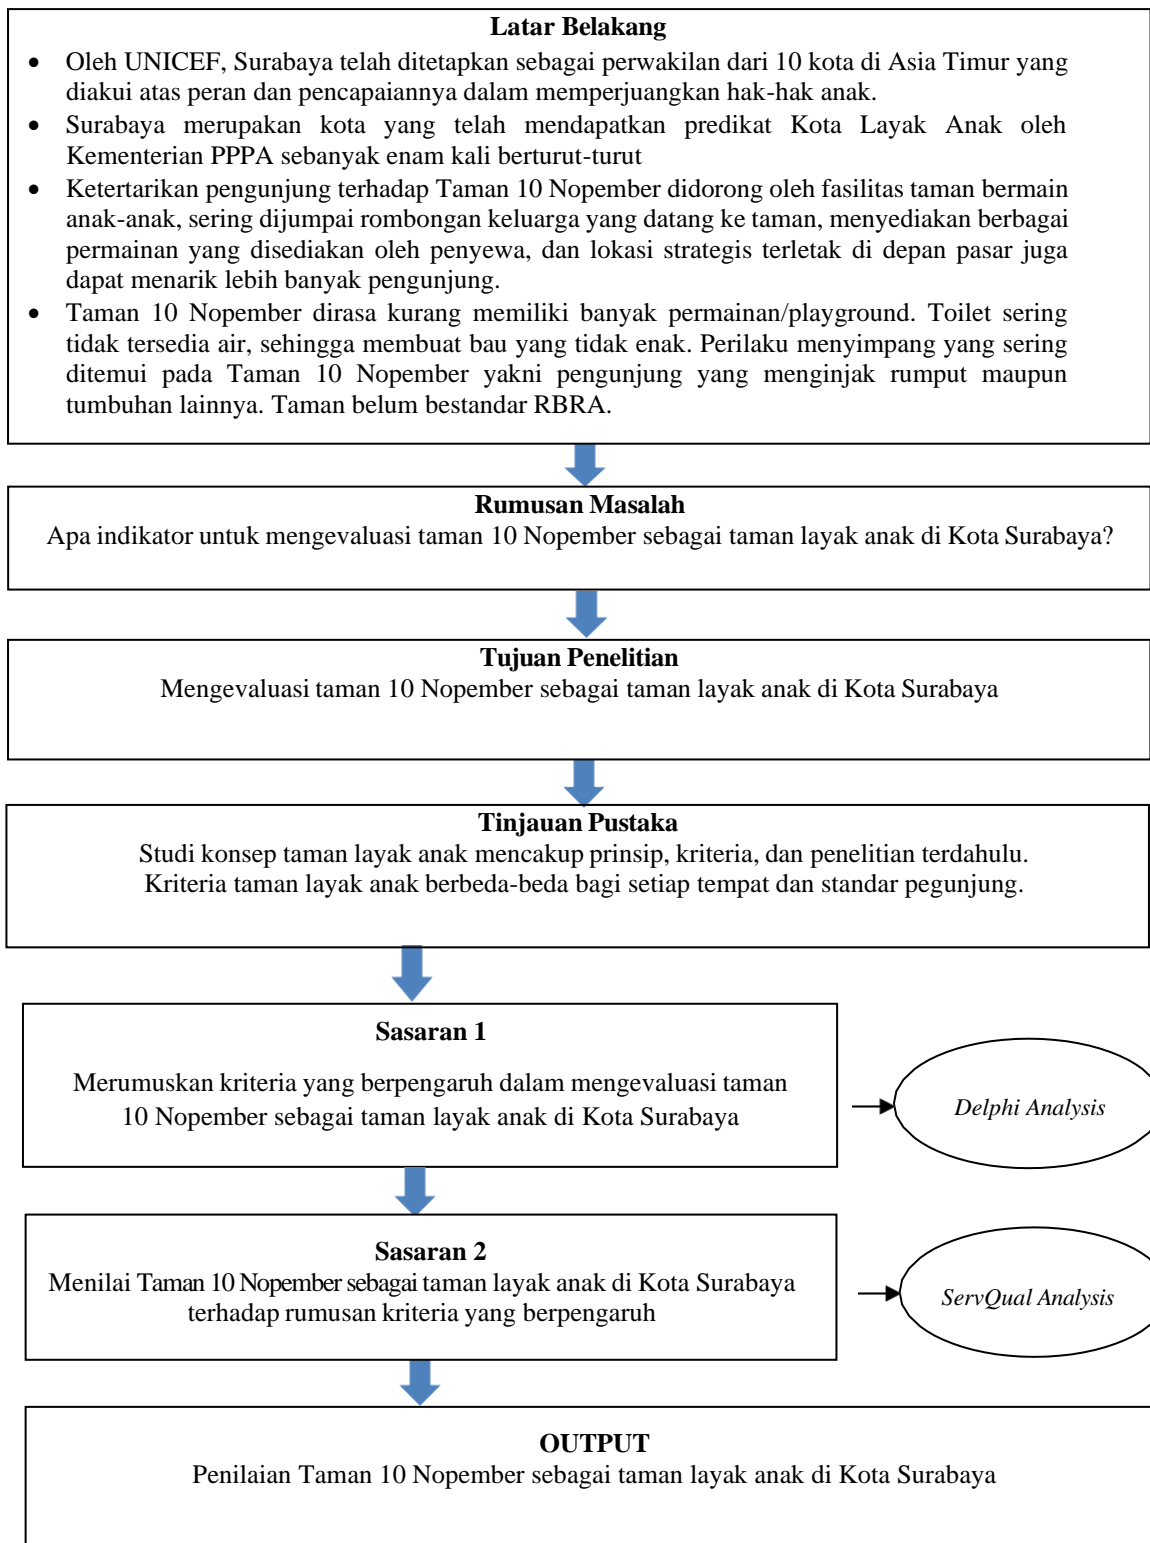 Latar Belakang
• Oleh UNICEF, Surabaya telah ditetapkan sebagai perwakilan dari 10 kota di Asia Timur yang
diakui atas peran dan pencapaiannya dalam memperjuangkan hak-hak anak.
• Surabaya merupakan kota yang telah mendapatkan predikat Kota Layak Anak oleh
Kementerian PPPA sebanyak enam kali berturut-turut
• Ketertarikan pengunjung terhadap Taman 10 Nopember didorong oleh fasilitas taman bermain
anak-anak, sering dijumpai rombongan keluarga yang datang ke taman, menyediakan berbagai
permainan yang disediakan oleh penyewa, dan lokasi strategis terletak di depan pasar juga
dapat menarik lebih banyak pengunjung.
• Taman 10 Nopember dirasa kurang memiliki banyak permainan/playground. Toilet sering
tidak tersedia air, sehingga membuat bau yang tidak enak. Perilaku menyimpang yang sering
ditemui pada Taman 10 Nopember yakni pengunjung yang menginjak rumput maupun
tumbuhan lainnya. Taman belum bestandar RBRA.
Rumusan Masalah
Apa indikator untuk mengevaluasi taman 10 Nopember sebagai taman layak anak di Kota Surabaya?
Tujuan Penelitian
Mengevaluasi taman 10 Nopember sebagai taman layak anak di Kota Surabaya
Tinjauan Pustaka
Studi konsep taman layak anak mencakup prinsip, kriteria, dan penelitian terdahulu.
Kriteria taman layak anak berbeda-beda bagi setiap tempat dan standar pegunjung.
Sasaran 1
Merumuskan kriteria yang berpengaruh dalam mengevaluasi taman
10 Nopember sebagai taman layak anak di Kota Surabaya
Delphi Analysis
Sasaran 2
Menilai Taman 10 Nopember sebagai taman layak anak di Kota Surabaya
terhadap rumusan kriteria yang berpengaruh
ServQual Analysis
OUTPUT
Penilaian Taman 10 Nopember sebagai taman layak anak di Kota Surabaya